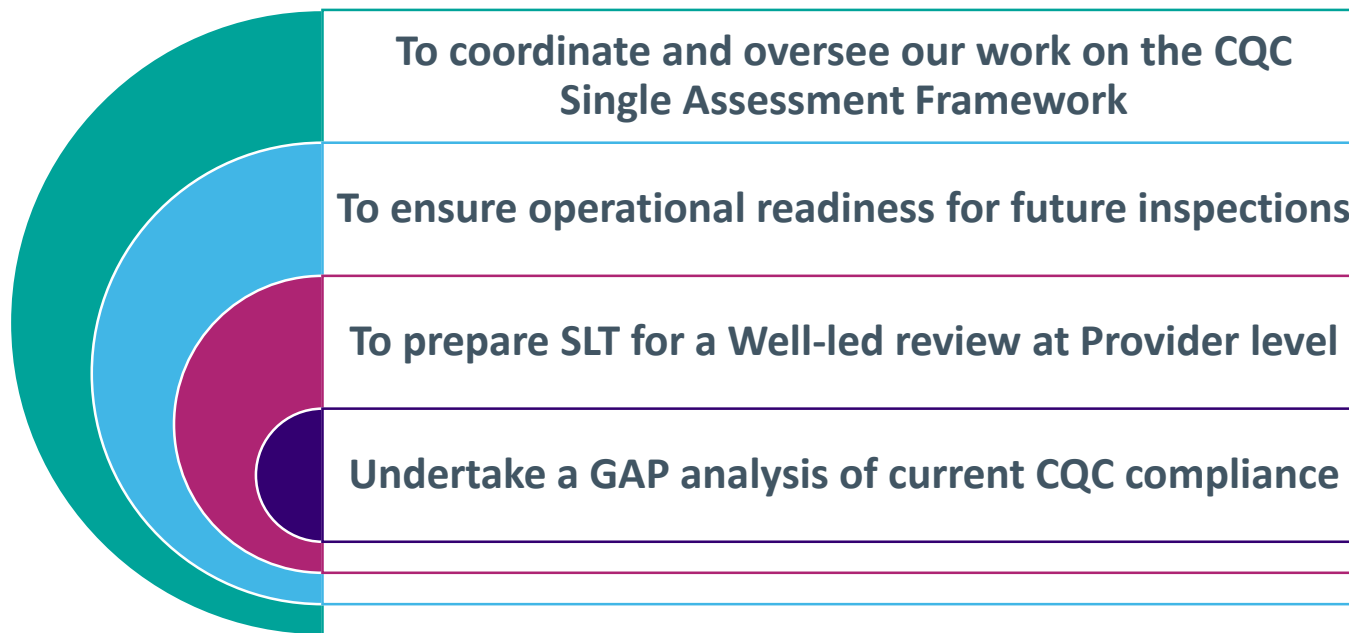 To coordinate and oversee our work on the CQC
Single Assessment Framework
To ensure operational readiness for future inspections
To prepare SLT for a Well-led review at Provider level
Undertake a GAP analysis of current CQC compliance